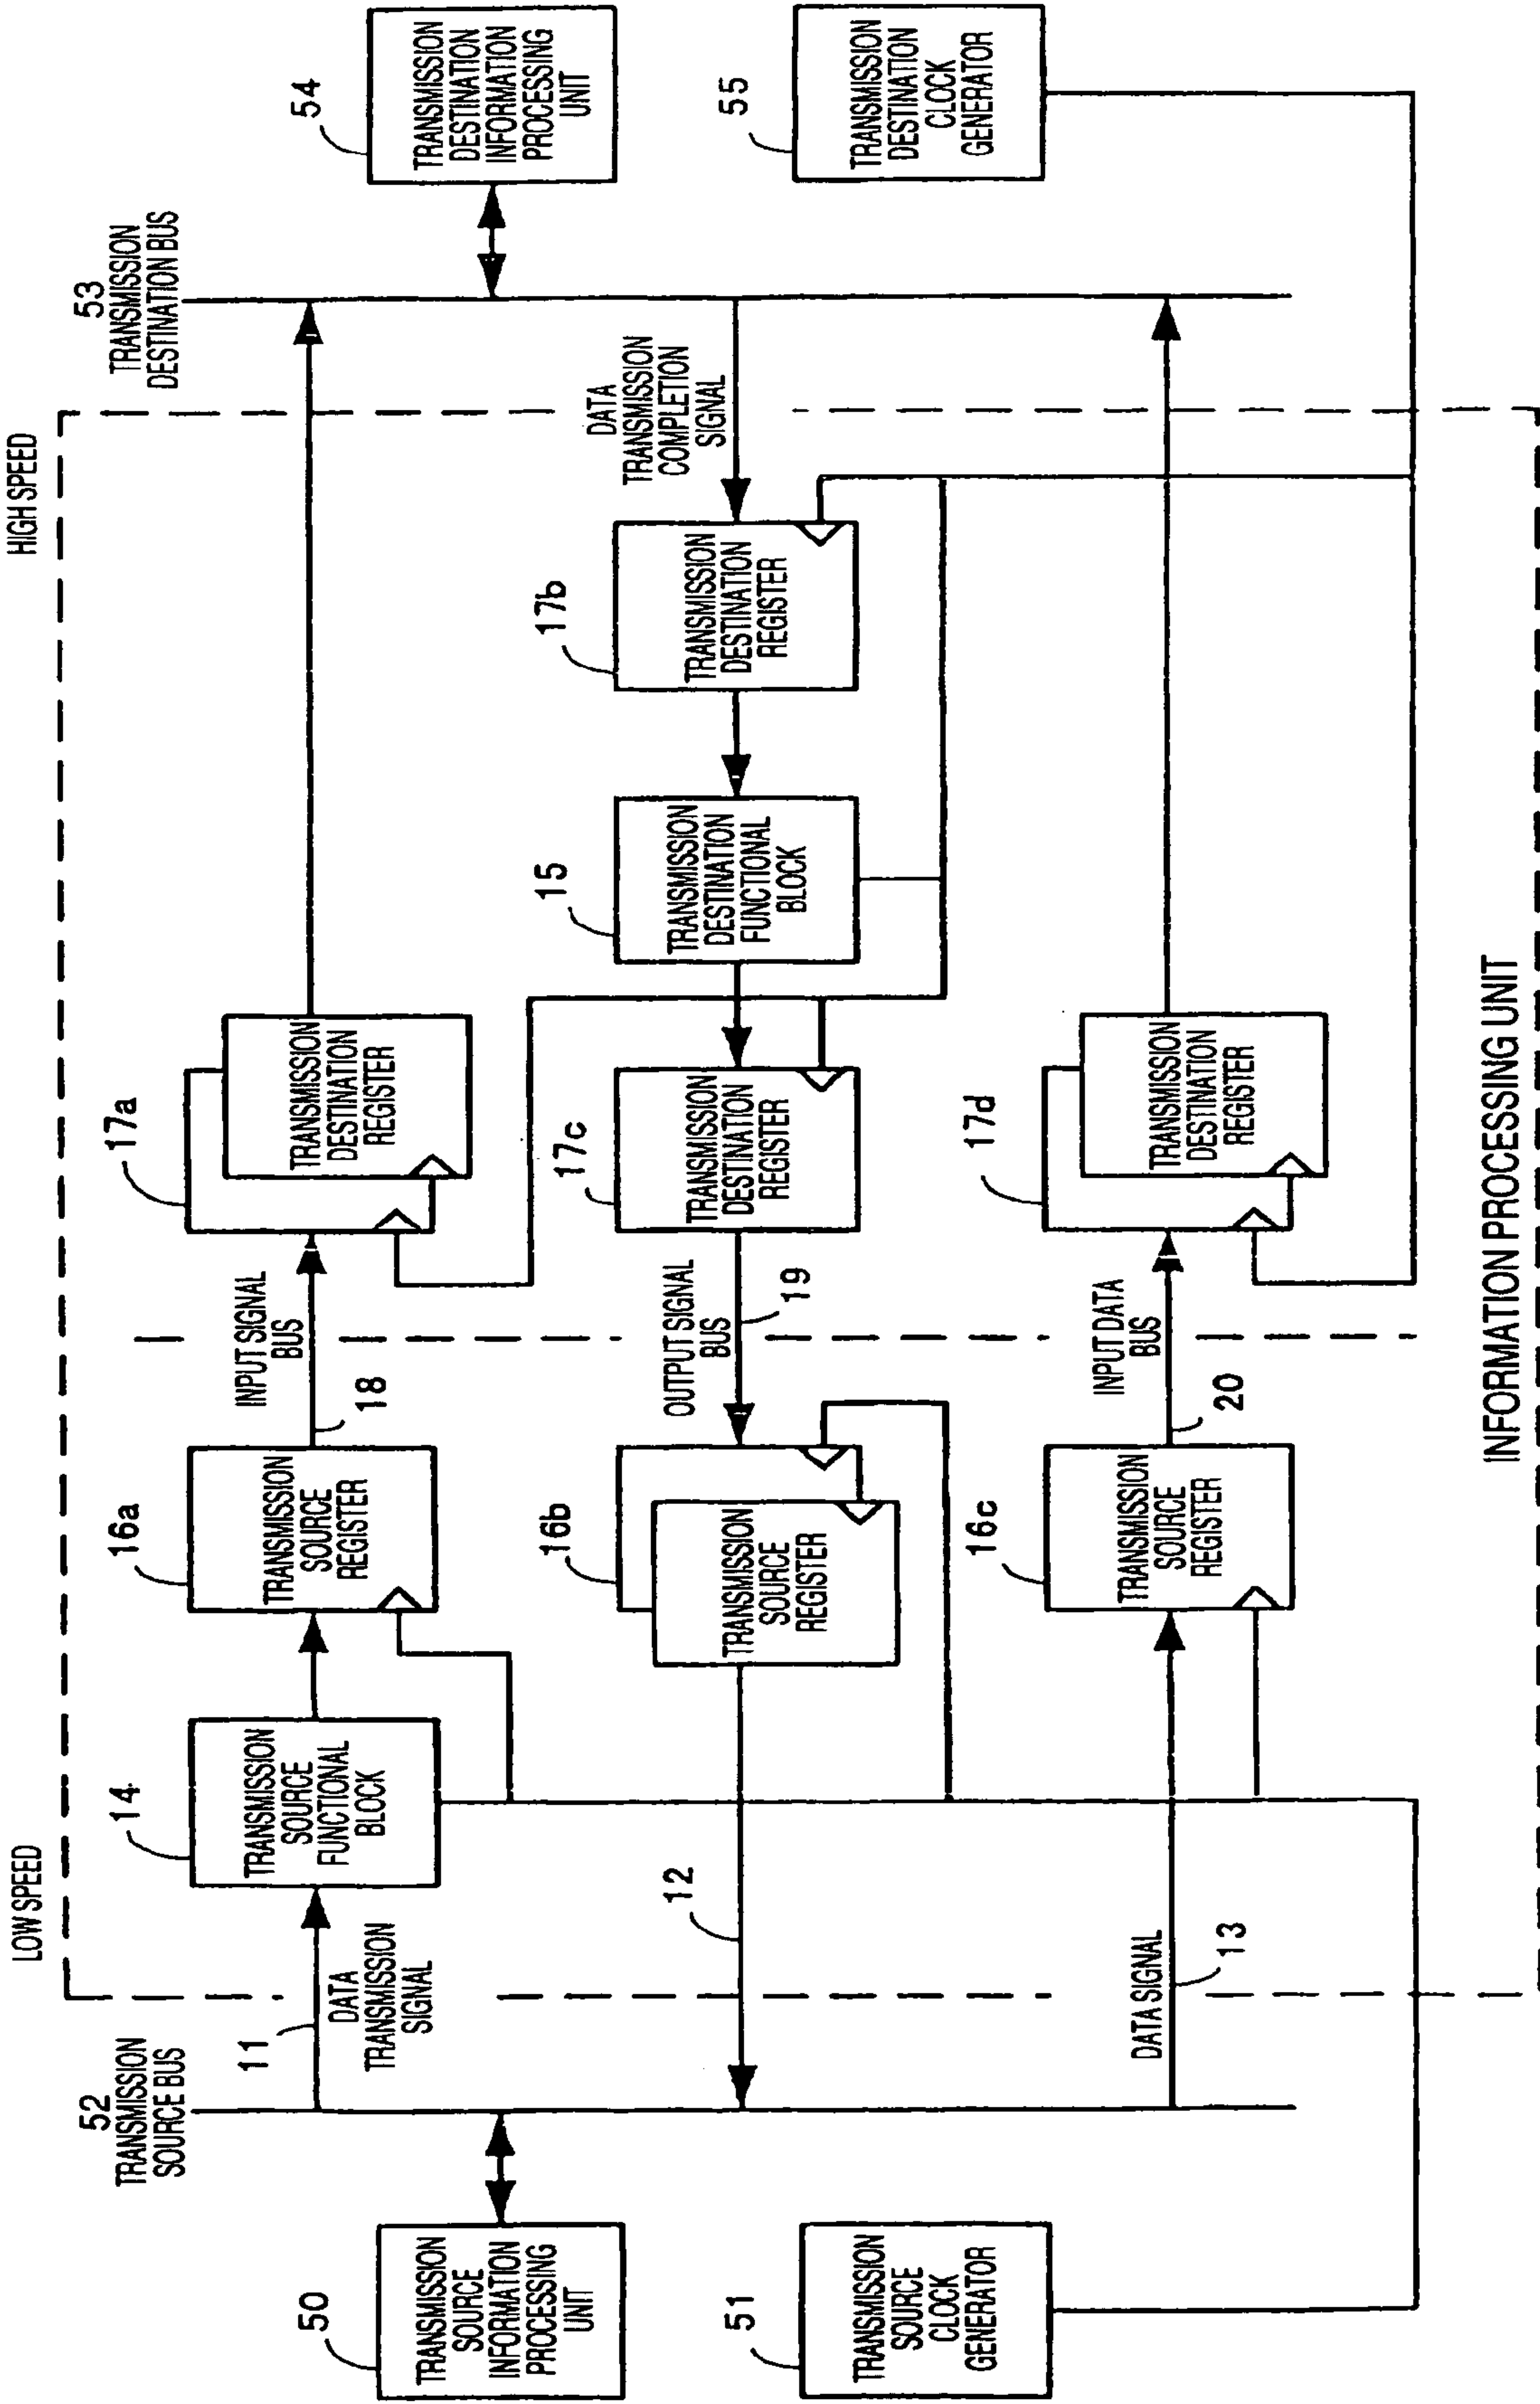 LOW SPEED
HIGH SPEED
52
TRANSMISSION
SOURCE BUS
53
TRANSMISSION
DESTINATION BUS
50
TRANSMISSION
SOURCE
INFORMATION
PROCESSING
UNIT
51
TRANSMISSION
SOURCE
CLOCK
GENERATOR
11
DATA
TRANSMISSION
SIGNAL
14
TRANSMISSION
SOURCE
FUNCTIONAL
BLOCK
16a
TRANSMISSION
SOURCE
REGISTER
INPUT SIGNAL
BUS
18
17a
TRANSMISSION
DESTINATION
REGISTER
12
16b
TRANSMISSION
SOURCE
REGISTER
OUTPUT SIGNAL
BUS
19
17c
TRANSMISSION
DESTINATION
REGISTER
15
TRANSMISSION
DESTINATION
FUNCTIONAL
BLOCK
17b
TRANSMISSION
DESTINATION
REGISTER
DATA
TRANSMISSION
COMPLETION
SIGNAL
DATA SIGNAL
13
16c
TRANSMISSION
SOURCE
REGISTER
INPUT DATA
BUS
20
17d
TRANSMISSION
DESTINATION
REGISTER
54
TRANSMISSION
DESTINATION
INFORMATION
PROCESSING
UNIT
55
TRANSMISSION
DESTINATION
CLOCK
GENERATOR
INFORMATION PROCESSING UNIT